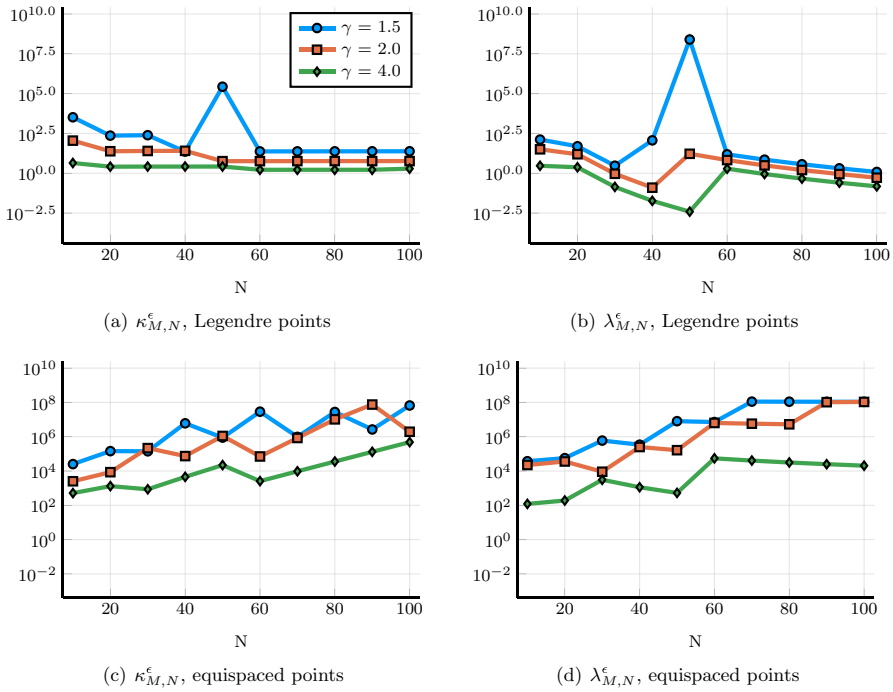 10^{10.0}
10^{7.5}
10^{5.0}
10^{2.5}
10^{0.0}
10^{-2.5}
20 40 60 80 100
N
γ = 1.5
γ = 2.0
γ = 4.0
(a) κ^ϵ_{M,N}, Legendre points
10^{10.0}
10^{7.5}
10^{5.0}
10^{2.5}
10^{0.0}
10^{-2.5}
20 40 60 80 100
N
(b) λ^ϵ_{M,N}, Legendre points
10^{10}
10^{8}
10^{6}
10^{4}
10^{2}
10^{0}
10^{-2}
20 40 60 80 100
N
(c) κ^ϵ_{M,N}, equispaced points
10^{10}
10^{8}
10^{6}
10^{4}
10^{2}
10^{0}
10^{-2}
20 40 60 80 100
N
(d) λ^ϵ_{M,N}, equispaced points